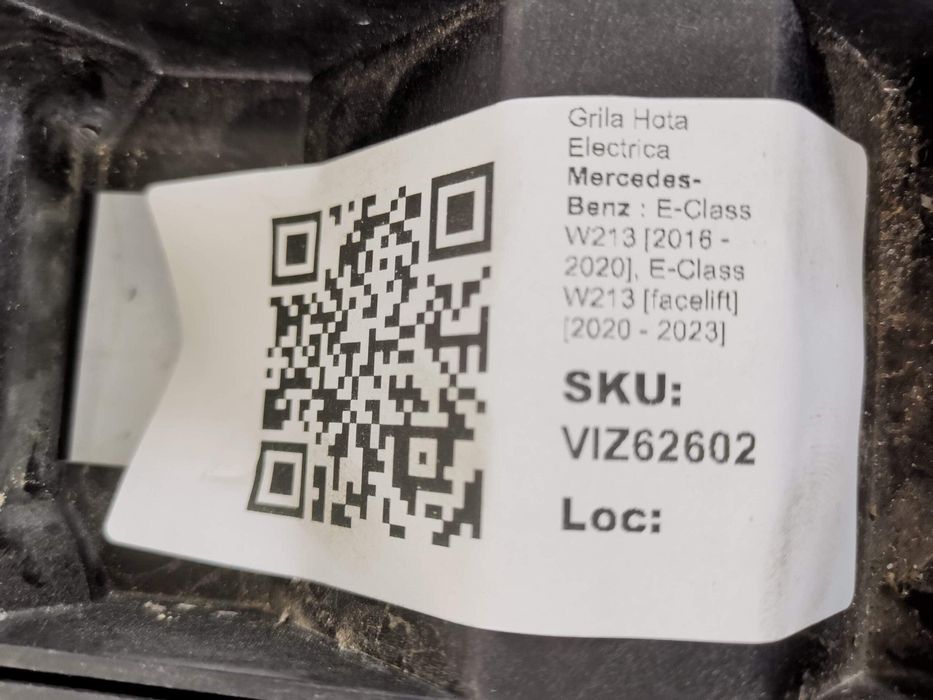 Grila Hota
Electrica
Mercedes-
Benz : E-Class
W213 [2016 -
2020], E-Class
W213 [facelift]
[2020 - 2023]
SKU:
VIZ62602
Loc: